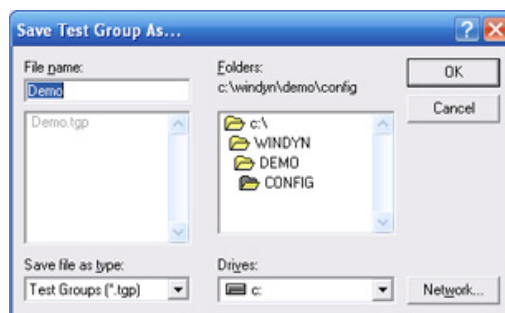 Save Test Group As...
File name:
Demo
Demo.tgp
Save file as type:
Test Groups (*.tgp)
Folders:
c:\windyn\demo\config
c:\
WINDYN
DEMO
CONFIG
Drives:
c:
OK
Cancel
Network...